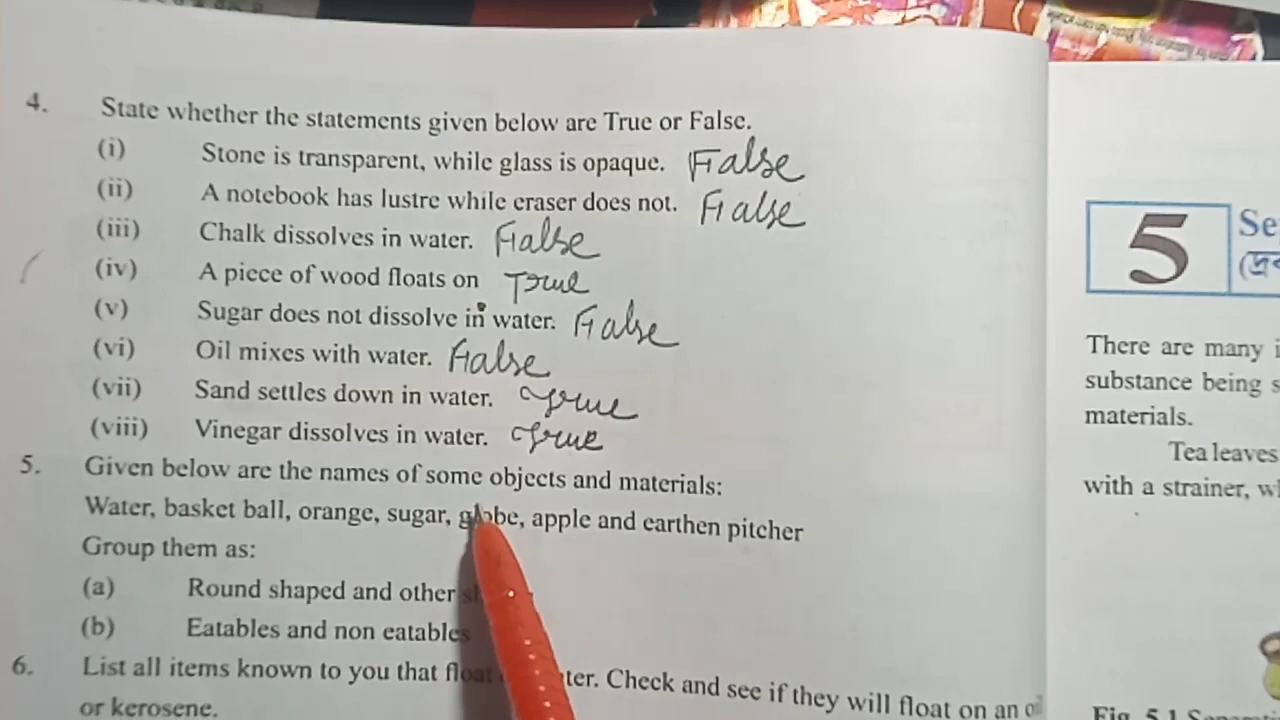 4. State whether the statements given below are True or False.
(i) Stone is transparent, while glass is opaque. False
(ii) A notebook has lustre while eraser does not. False
(iii) Chalk dissolves in water. False
(iv) A piece of wood floats on True
(v) Sugar does not dissolve in water. False
(vi) Oil mixes with water. False
(vii) Sand settles down in water. True
(viii) Vinegar dissolves in water. True
5. Given below are the names of some objects and materials:
Water, basket ball, orange, sugar, globe, apple and earthen pitcher
Group them as:
(a) Round shaped and other
(b) Eatables and non eatables
6. List all items known to you that float Check and see if they will float on an oil
or kerosene.
5 Se
There are many
substance being
materials.
Tea leaves
with a strainer,
Fig. 5.1